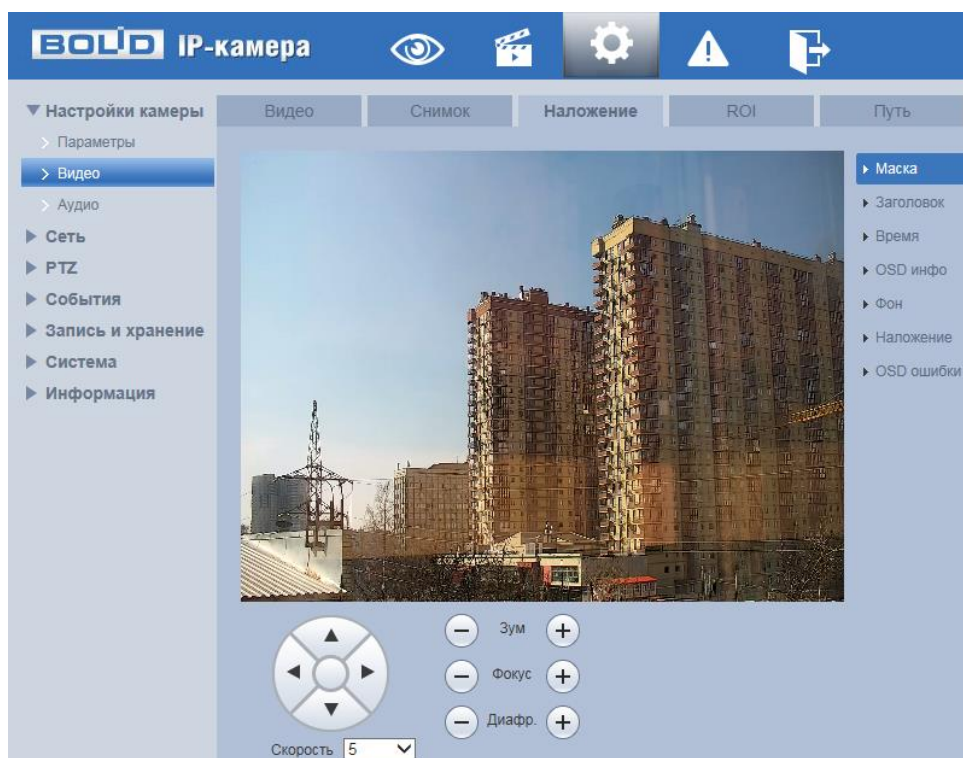 BOLID IP-камера
Настройки камеры
Параметры
Видео
Аудио
Сеть
PTZ
События
Запись и хранение
Система
Информация
Видео Снимок Наложение ROI Путь
Маска
Заголовок
Время
OSD инфо
Фон
Наложение
OSD ошибки
Зум
Фокус
Диафр.
Скорость 5